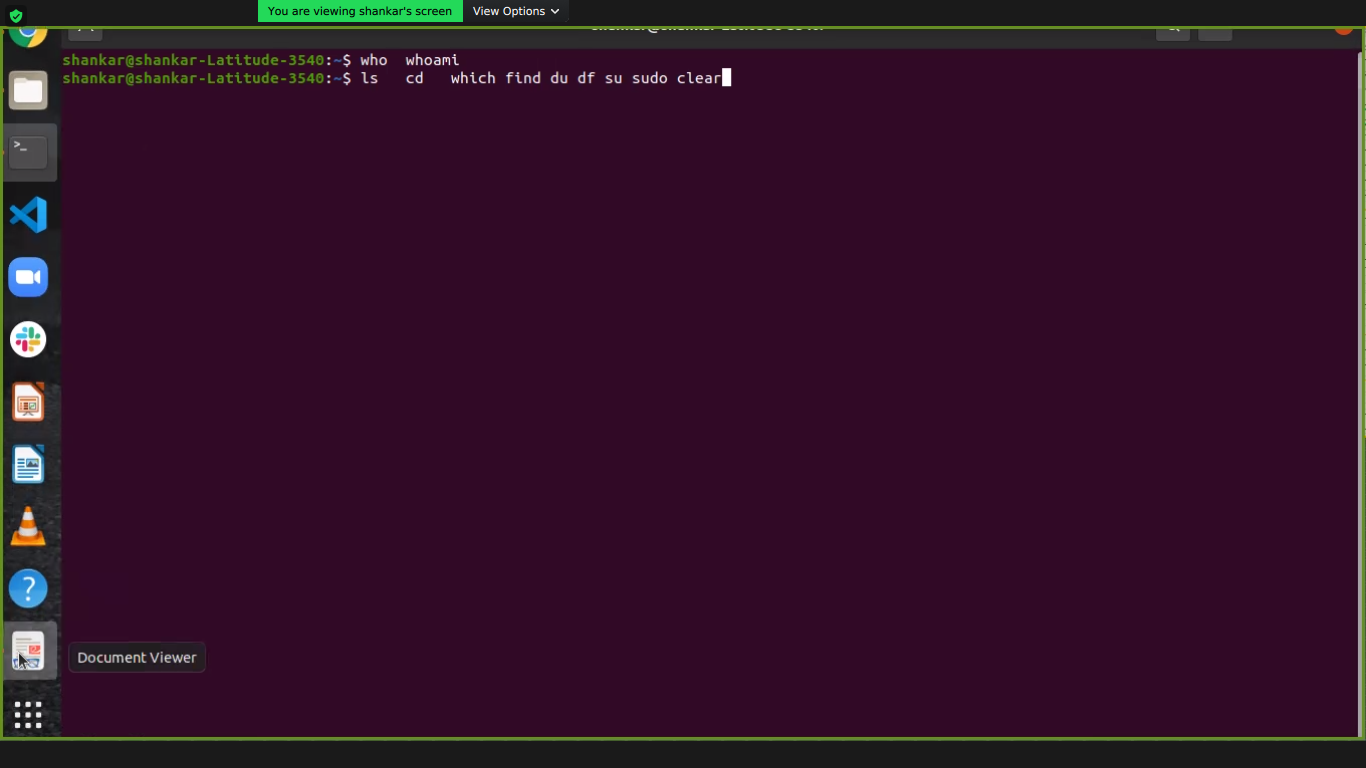 You are viewing shankar's screen View Options
shankar@shankar-Latitude-3540:~$ who  whoami
shankar@shankar-Latitude-3540:~$ ls   cd   which find du df su sudo clear
Document Viewer